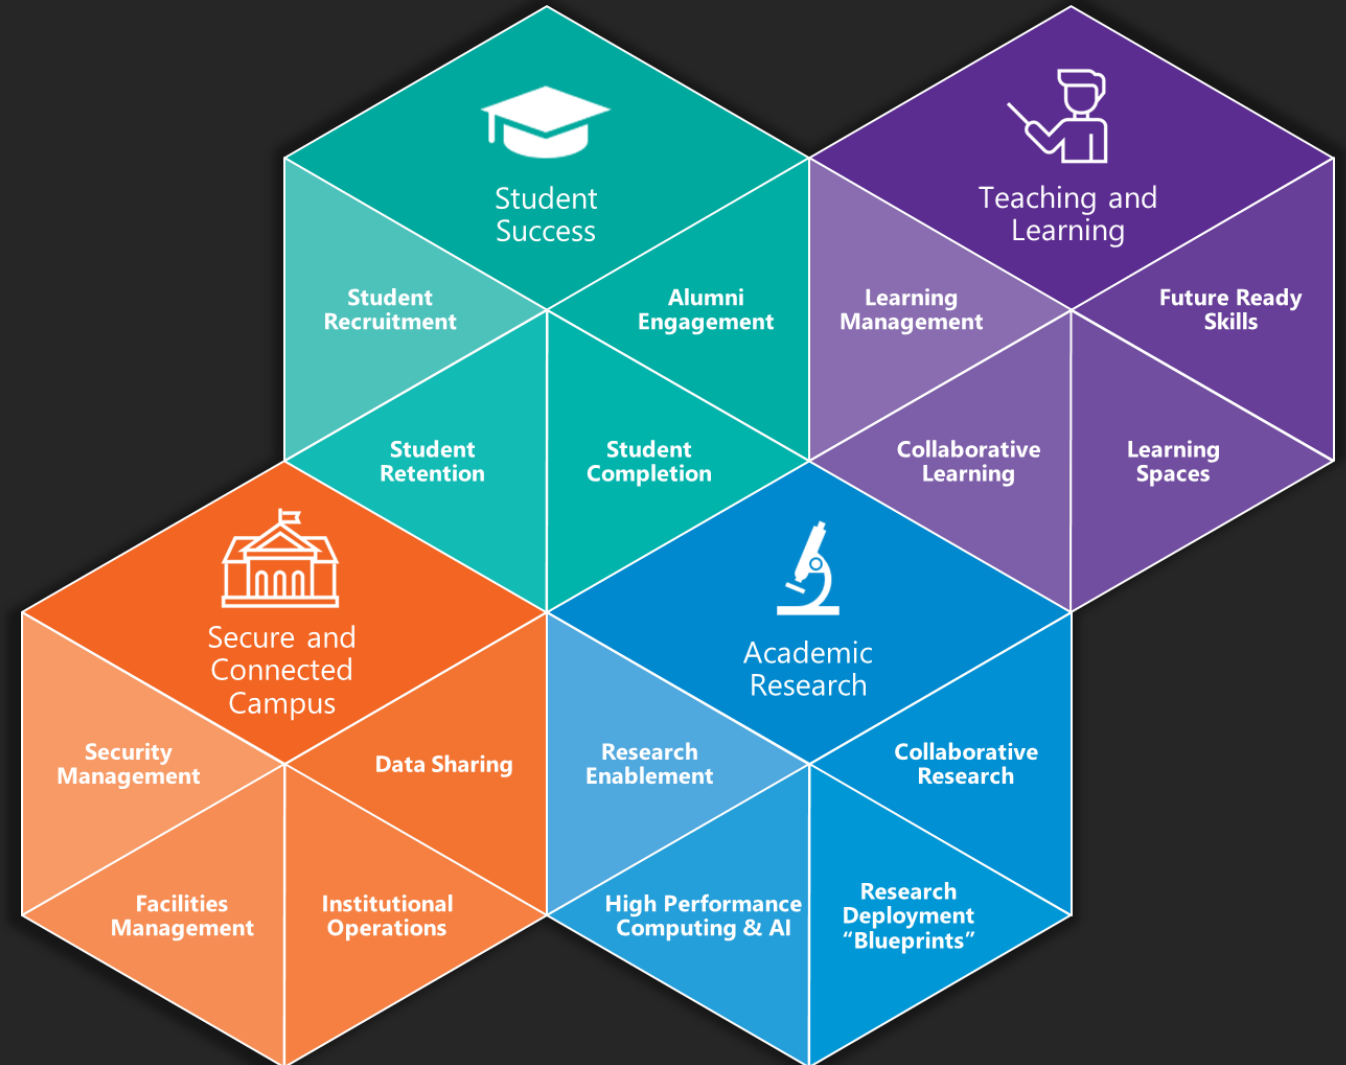 Student
Success
Student
Recruitment
Alumni
Engagement
Student
Retention
Student
Completion
Teaching and
Learning
Learning
Management
Future Ready
Skills
Collaborative
Learning
Learning
Spaces
Secure and
Connected
Campus
Security
Management
Data Sharing
Facilities
Management
Institutional
Operations
Academic
Research
Research
Enablement
Collaborative
Research
High Performance
Computing & AI
Research
Deployment
“Blueprints”